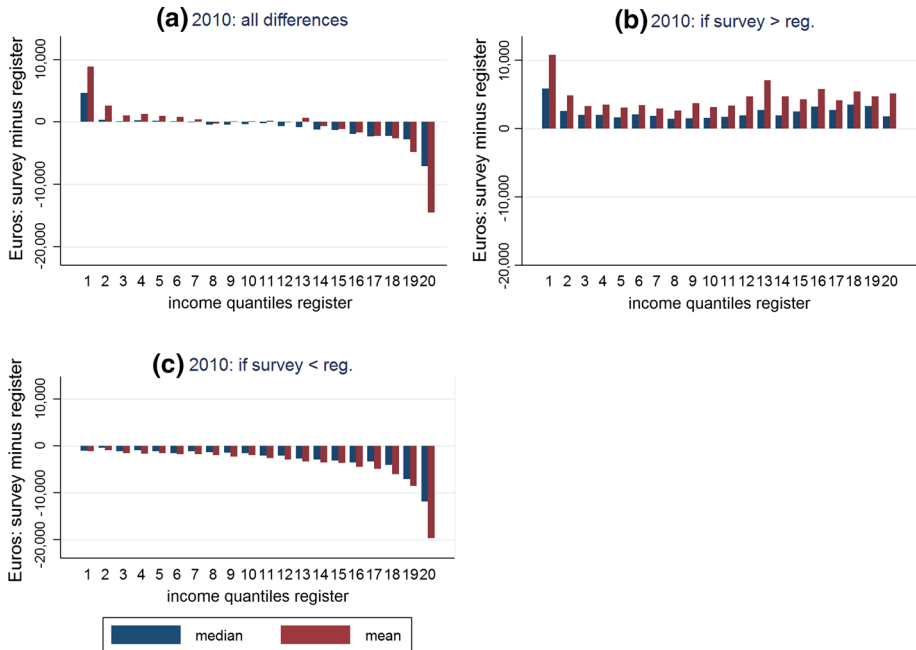 (a) 2010: all differences
Euros: survey minus register
10,000
0
-10,000
-20,000
1 2 3 4 5 6 7 8 9 10 11 12 13 14 15 16 17 18 19 20
income quantiles register
(b) 2010: if survey > reg.
Euros: survey minus register
10,000
0
-10,000
-20,000
1 2 3 4 5 6 7 8 9 10 11 12 13 14 15 16 17 18 19 20
income quantiles register
(c) 2010: if survey < reg.
Euros: survey minus register
10,000
0
-10,000
-20,000
1 2 3 4 5 6 7 8 9 10 11 12 13 14 15 16 17 18 19 20
income quantiles register
median mean